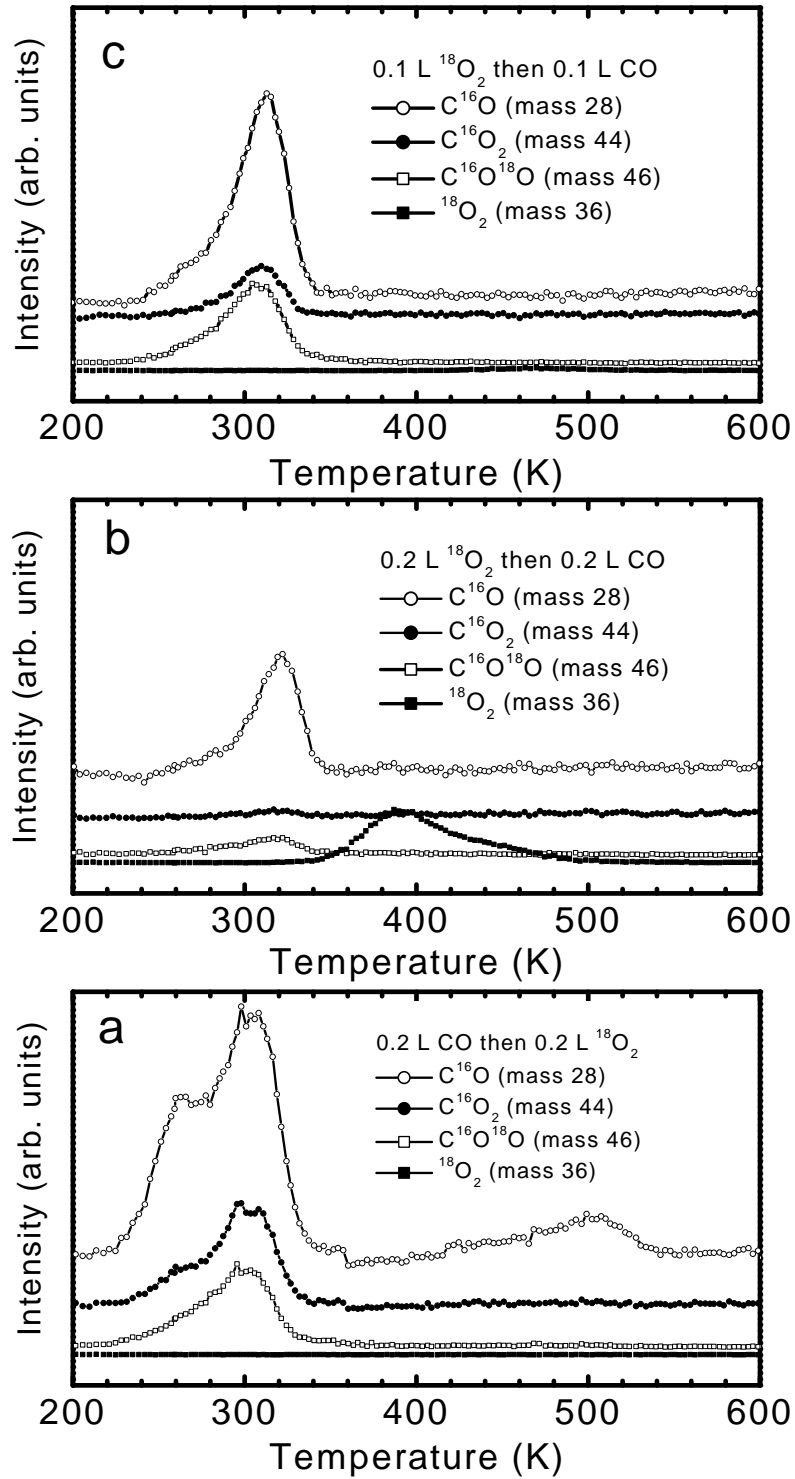 c
0.1 L ¹⁸O₂ then 0.1 L CO
C¹⁶O (mass 28)
C¹⁶O₂ (mass 44)
C¹⁶O¹⁸O (mass 46)
¹⁸O₂ (mass 36)
Intensity (arb. units)
200 300 400 500 600
Temperature (K)
b
0.2 L ¹⁸O₂ then 0.2 L CO
C¹⁶O (mass 28)
C¹⁶O₂ (mass 44)
C¹⁶O¹⁸O (mass 46)
¹⁸O₂ (mass 36)
Intensity (arb. units)
200 300 400 500 600
Temperature (K)
a
0.2 L CO then 0.2 L ¹⁸O₂
C¹⁶O (mass 28)
C¹⁶O₂ (mass 44)
C¹⁶O¹⁸O (mass 46)
¹⁸O₂ (mass 36)
Intensity (arb. units)
200 300 400 500 600
Temperature (K)